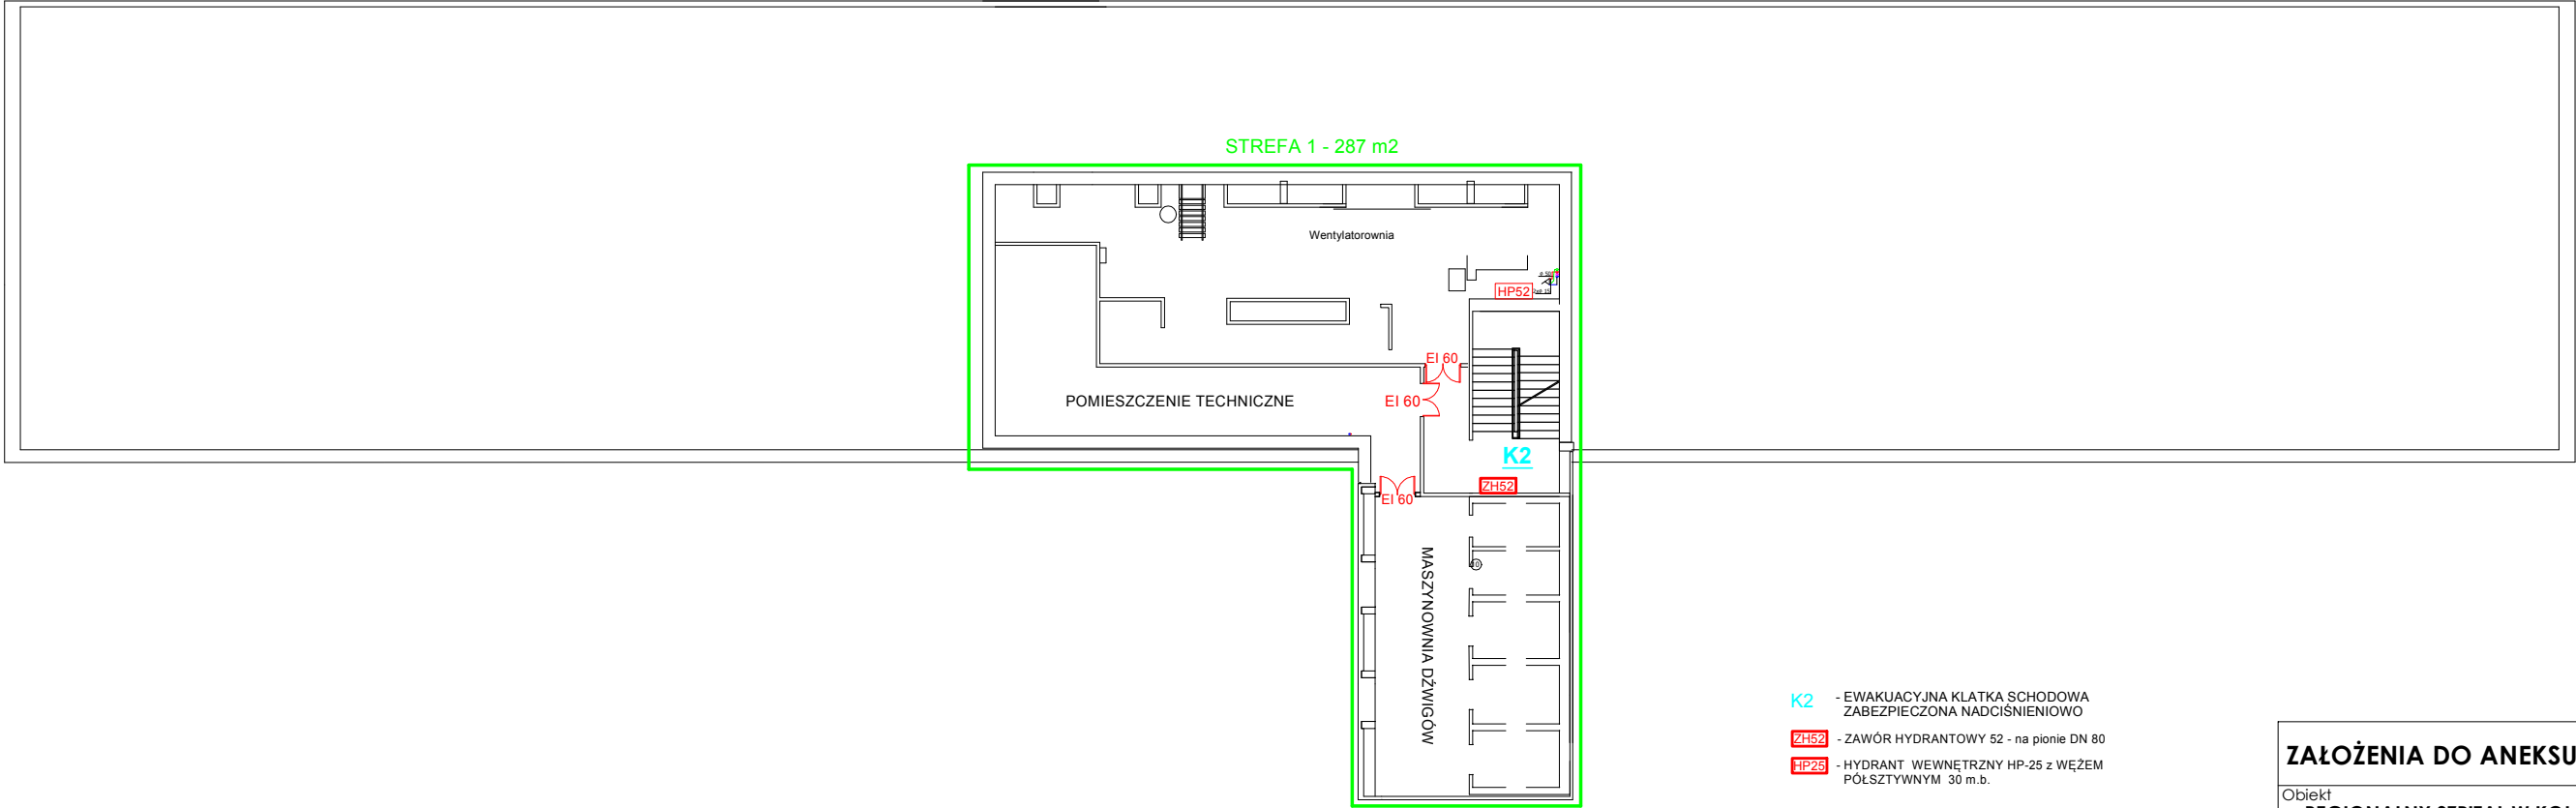 STREFA 1 - 287 m2
Wentylatorownia
HP52
EI 60
POMIESZCZENIE TECHNICZNE
EI 60
K2
ZH52
EI 60
MASZYNOWNIA DŹWIGÓW
K2 - EWAKUACYJNA KLATKA SCHODOWA
ZABEZPIECZONA NADCIŚNIENIOWO
ZH52 - ZAWÓR HYDRANTOWY 52 - na pionie DN 80
HP25 - HYDRANT WEWNĘTRZNY HP-25 z WĘŻEM
PÓŁSZTYWNYM 30 m.b.
ZAŁOŻENIA DO ANEKSU
Obiekt